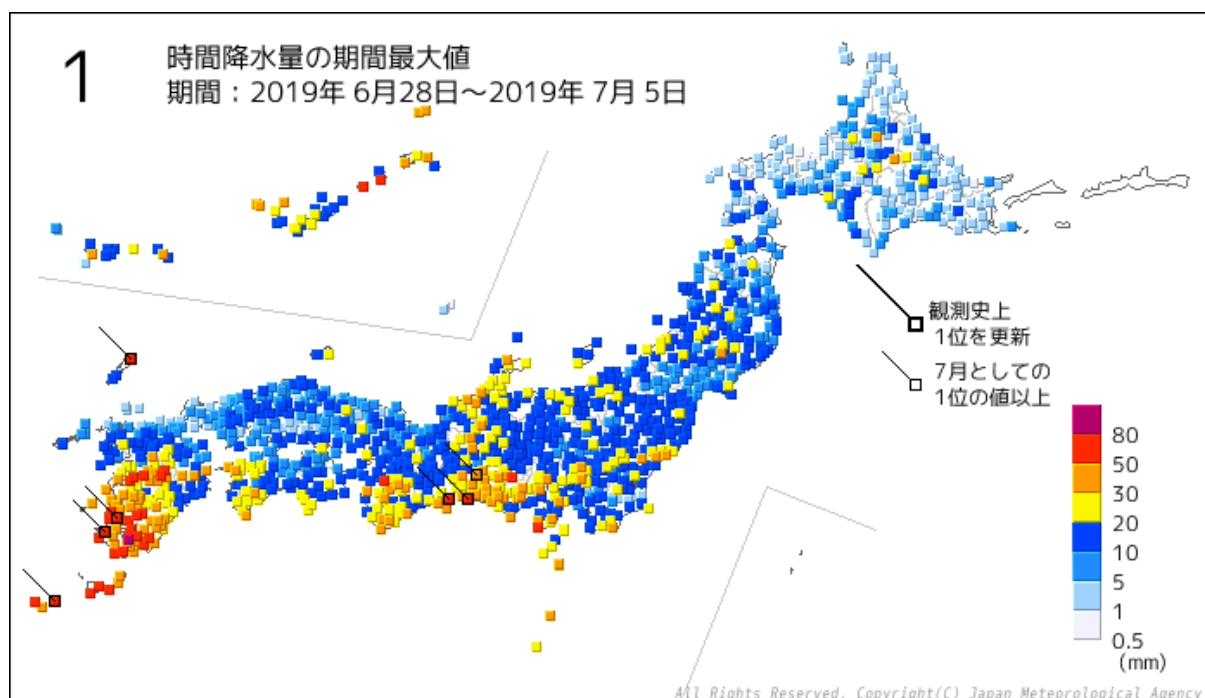 1
時間降水量の期間最大値
期間：2019年 6月28日～2019年 7月 5日
観測史上
1位を更新
7月としての
1位の値以上
80
50
30
20
10
5
1
0.5
(mm)
All Rights Reserved, Copyright(C) Japan Meteorological Agency